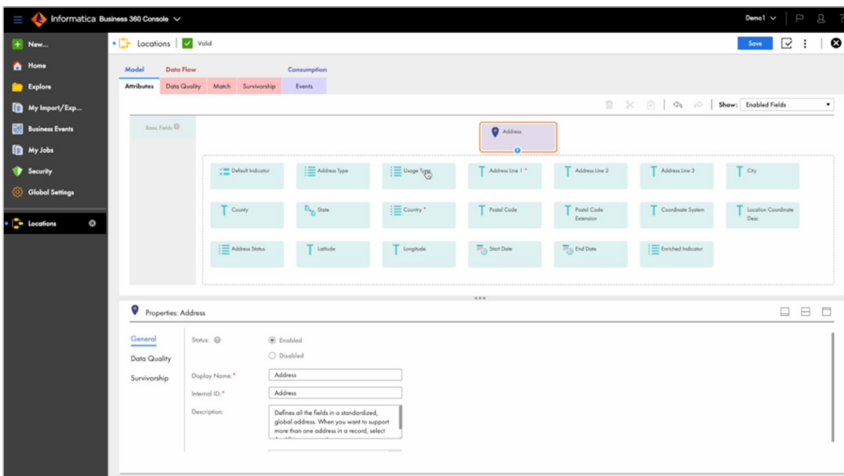 Informatica Business 360 Console
Demo1
New...
Home
Explore
My Import/Exp...
Business Events
My Jobs
Security
Global Settings
Locations
Locations
Valid
Save
Model
Data Flow
Consumption
Attributes
Data Quality
Match
Survivorship
Events
Show:
Enabled Fields
Basic Fields
Address
Default Indicator
Address Type
Usage Type
Address Line 1 *
Address Line 2
Address Line 3
City
County
State
Country *
Postal Code
Postal Code
Extension
Coordinate System
Location Coordinate
Desc
Address Status
Latitude
Longitude
Start Date
End Date
Enriched Indicator
Properties: Address
General
Data Quality
Survivorship
Status:
Enabled
Disabled
Display Name:*
Address
Internal ID:*
Address
Description:
Defines all the fields in a standardized,
global address. When you want to support
more than one address in a record, select